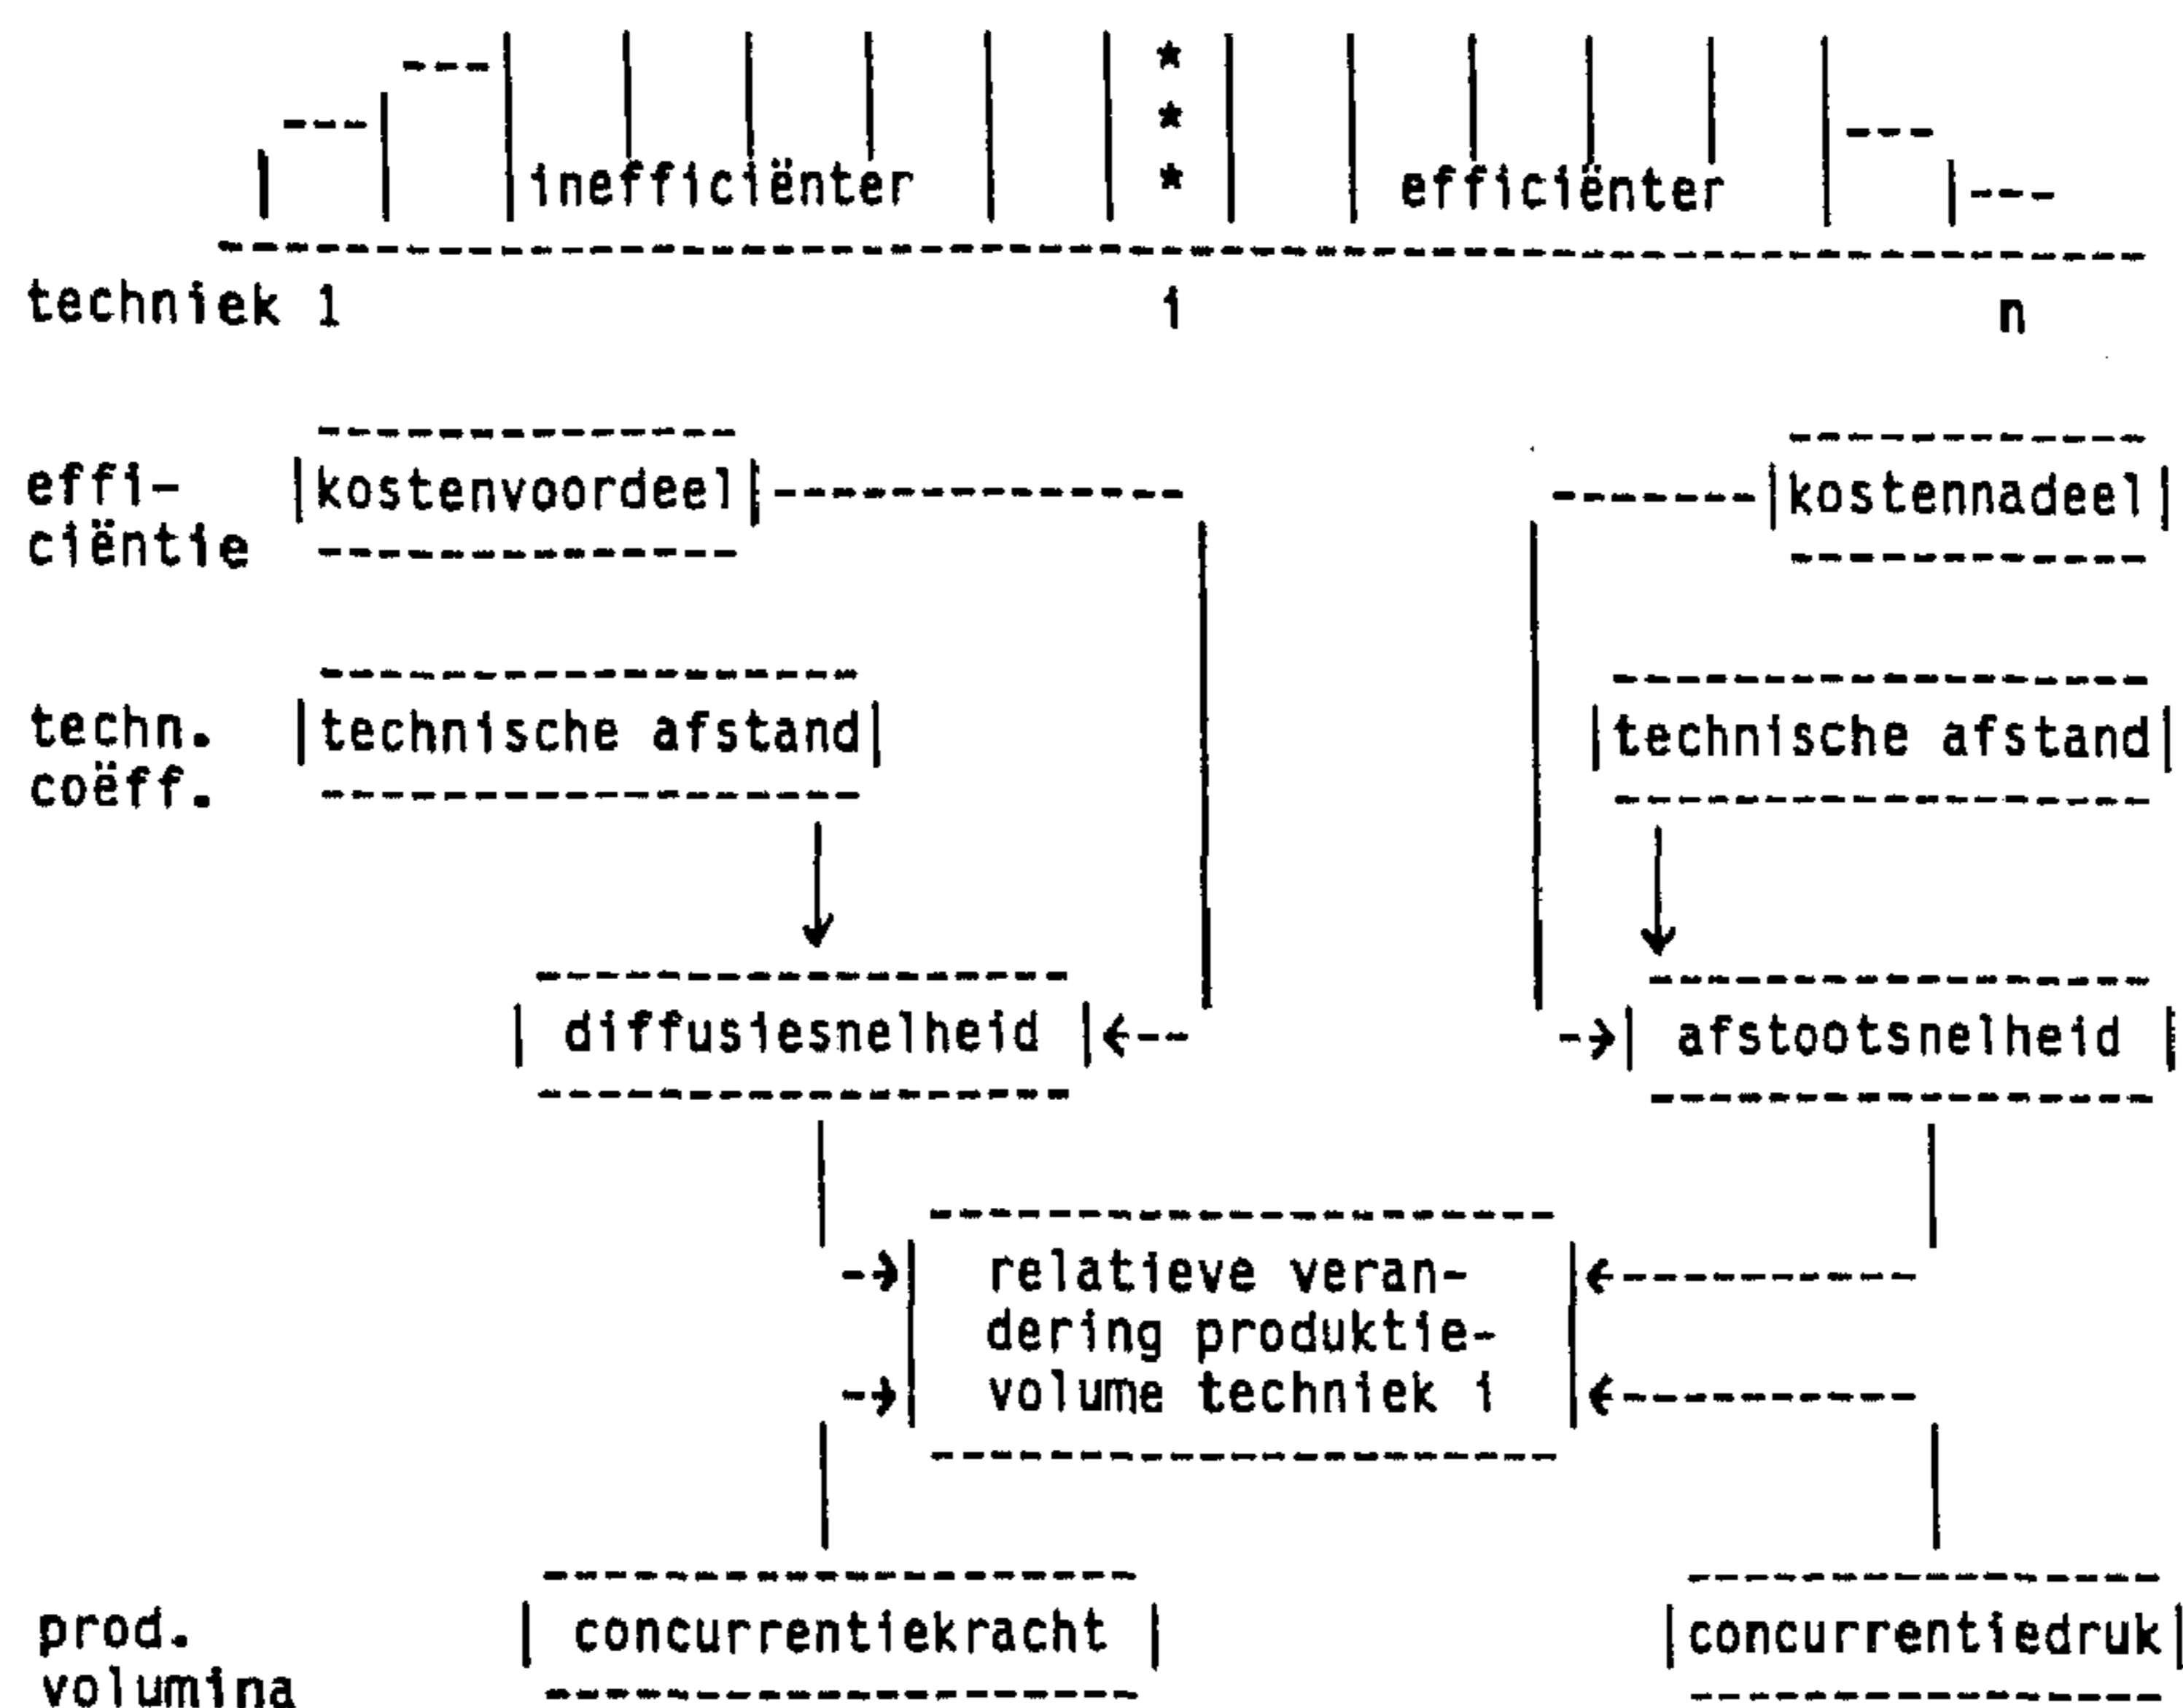 inefficiënter efficiënter
techniek 1 i n
effi- kostenvoordeel kostennadeel
ciëntie
techn. technische afstand technische afstand
coëff.
diffusiesnelheid afstootsnelheid
relatieve veran-
dering produktie-
volume techniek i
prod. concurrentiekracht concurrentiedruk
volumina